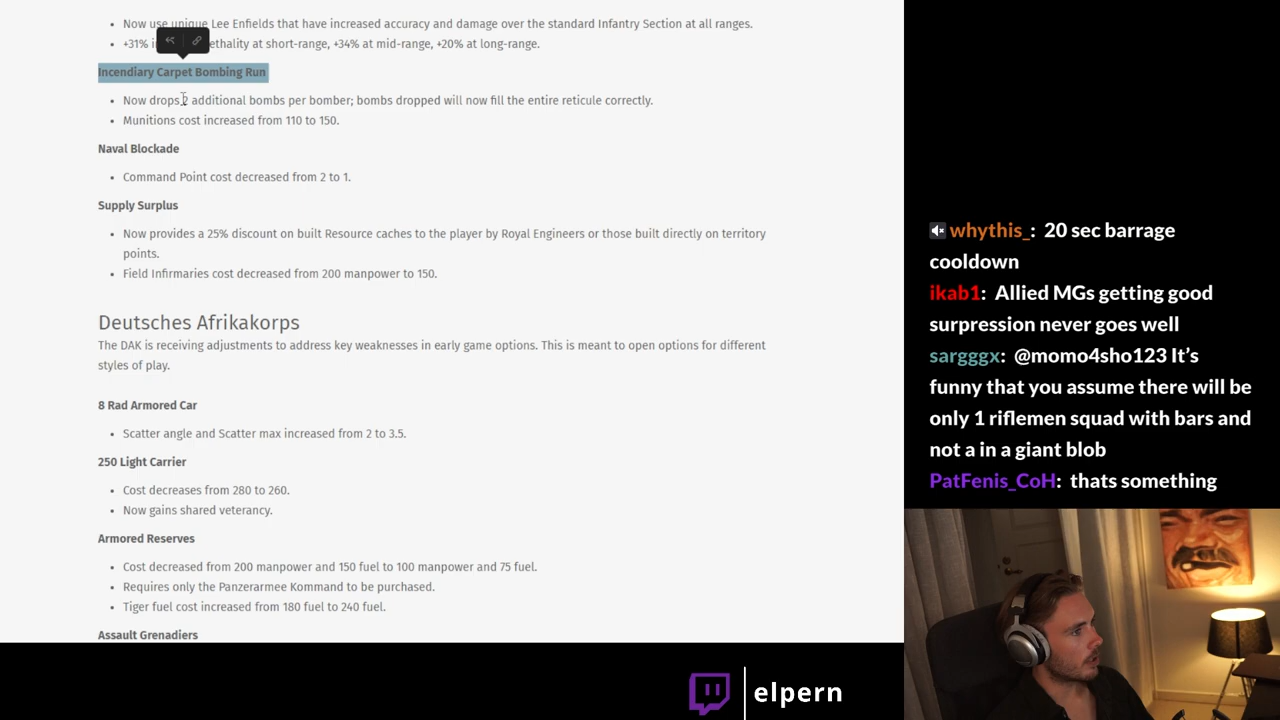 Now use unique Lee Enfields that have increased accuracy and damage over the standard Infantry Section at all ranges.
+31% lethality at short-range, +34% at mid-range, +20% at long-range.
Incendiary Carpet Bombing Run
Now drops 2 additional bombs per bomber; bombs dropped will now fill the entire reticule correctly.
Munitions cost increased from 110 to 150.
Naval Blockade
Command Point cost decreased from 2 to 1.
Supply Surplus
Now provides a 25% discount on built Resource caches to the player by Royal Engineers or those built directly on territory
points.
Field Infirmaries cost decreased from 200 manpower to 150.
Deutsches Afrikakorps
The DAK is receiving adjustments to address key weaknesses in early game options. This is meant to open options for different
styles of play.
8 Rad Armored Car
Scatter angle and Scatter max increased from 2 to 3.5.
250 Light Carrier
Cost decreases from 280 to 260.
Now gains shared veterancy.
Armored Reserves
Cost decreased from 200 manpower and 150 fuel to 100 manpower and 75 fuel.
Requires only the Panzerarmee Kommand to be purchased.
Tiger fuel cost increased from 180 fuel to 240 fuel.
Assault Grenadiers
whythis_: 20 sec barrage
cooldown
ikab1: Allied MGs getting good
surpression never goes well
sargggx: @momo4sho123 It's
funny that you assume there will be
only 1 riflemen squad with bars and
not a in a giant blob
PatFenis_CoH: thats something
elpern